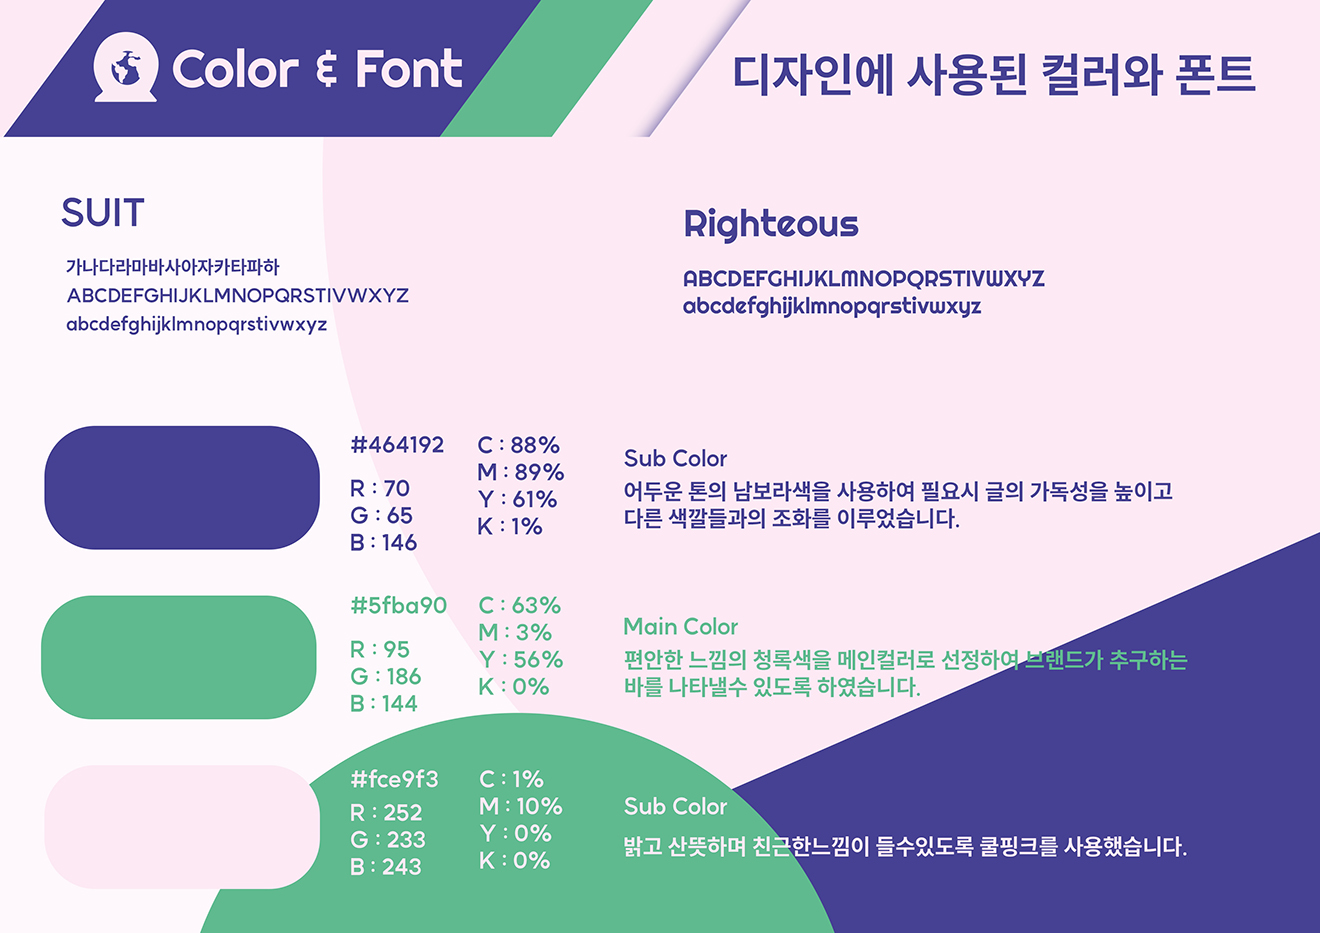 Color & Font
디자인에 사용된 컬러와 폰트
SUIT
가나다라마바사아자카타파하
ABCDEFGHIJKLMNOPQRSTIVWXYZ
abcdefghijklmnopqrstivwxyz
Righteous
ABCDEFGHIJKLMNOPQRSTIVWXYZ
abcdefghijklmnopqrstivwxyz
#464192
R : 70
G : 65
B : 146
C : 88%
M : 89%
Y : 61%
K : 1%
Sub Color
어두운 톤의 남보라색을 사용하여 필요시 글의 가독성을 높이고
다른 색깔들과의 조화를 이루었습니다.
#5fba90
R : 95
G : 186
B : 144
C : 63%
M : 3%
Y : 56%
K : 0%
Main Color
편안한 느낌의 청록색을 메인컬러로 선정하여 브랜드가 추구하는
바를 나타낼수 있도록 하였습니다.
#fce9f3
R : 252
G : 233
B : 243
C : 1%
M : 10%
Y : 0%
K : 0%
Sub Color
밝고 산뜻하며 친근한느낌이 들수있도록 쿨핑크를 사용했습니다.